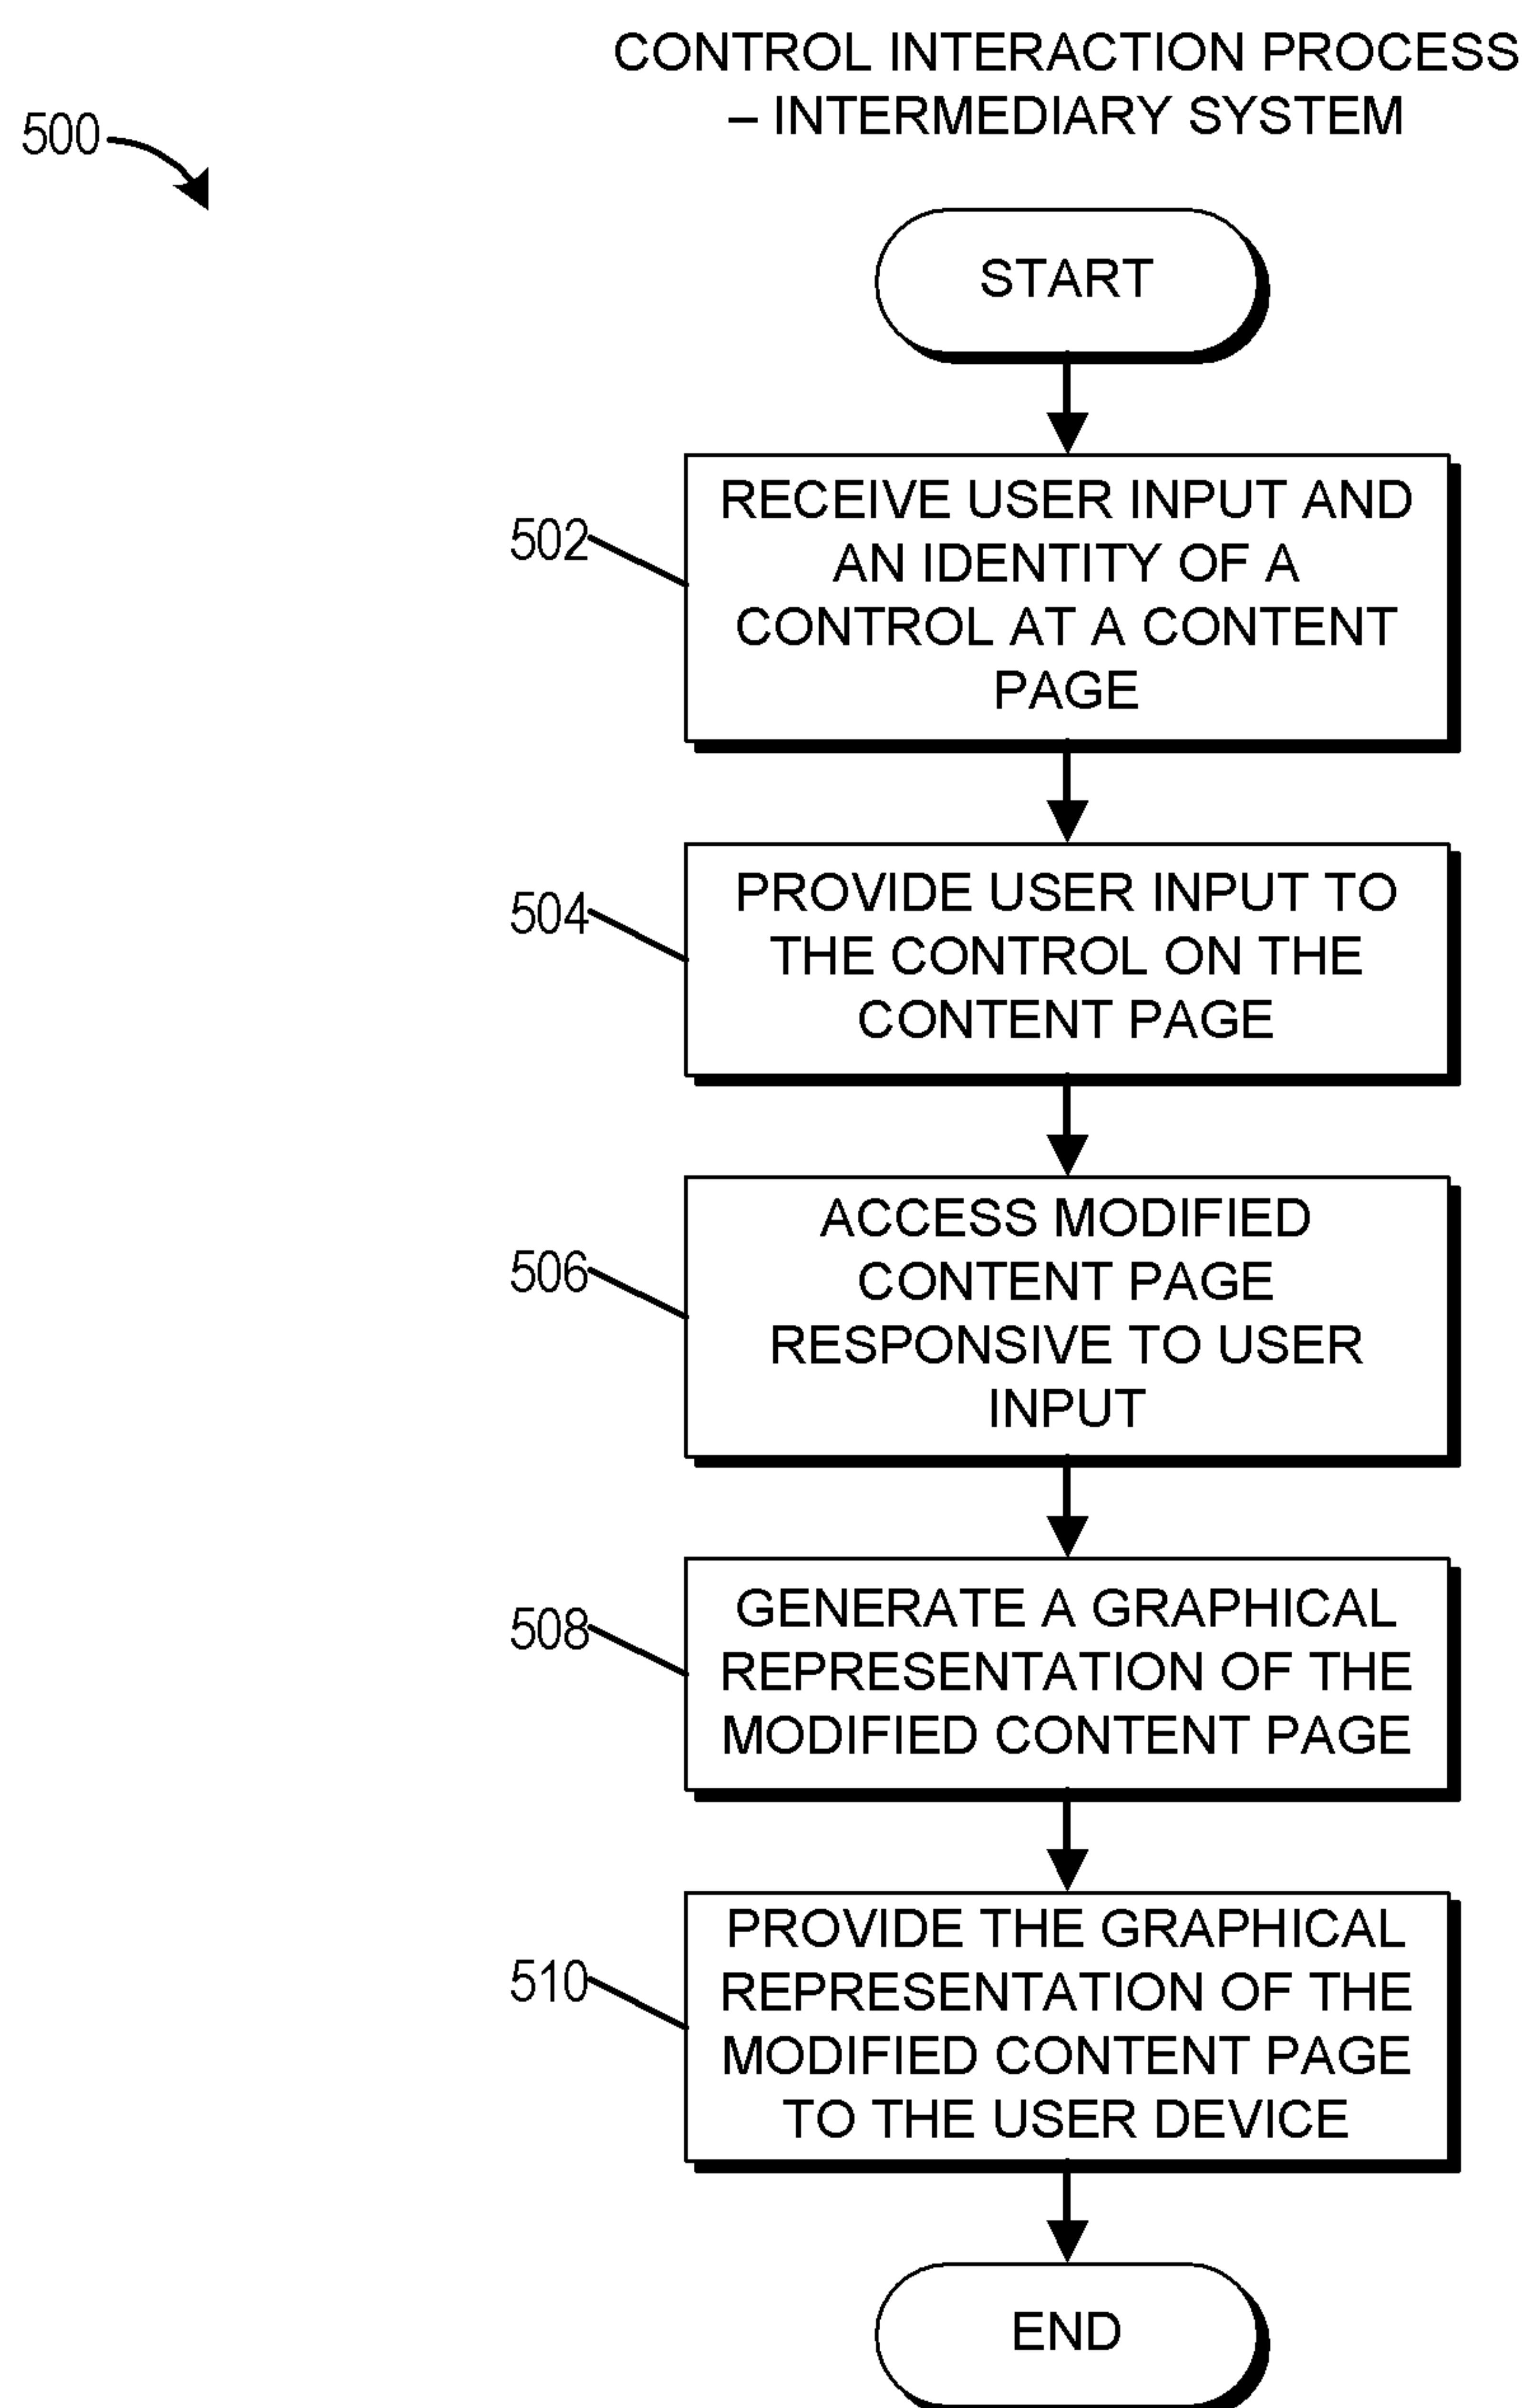 CONTROL INTERACTION PROCESS
– INTERMEDIARY SYSTEM
500
START
502
RECEIVE USER INPUT AND
AN IDENTITY OF A
CONTROL AT A CONTENT
PAGE
504
PROVIDE USER INPUT TO
THE CONTROL ON THE
CONTENT PAGE
506
ACCESS MODIFIED
CONTENT PAGE
RESPONSIVE TO USER
INPUT
508
GENERATE A GRAPHICAL
REPRESENTATION OF THE
MODIFIED CONTENT PAGE
510
PROVIDE THE GRAPHICAL
REPRESENTATION OF THE
MODIFIED CONTENT PAGE
TO THE USER DEVICE
END